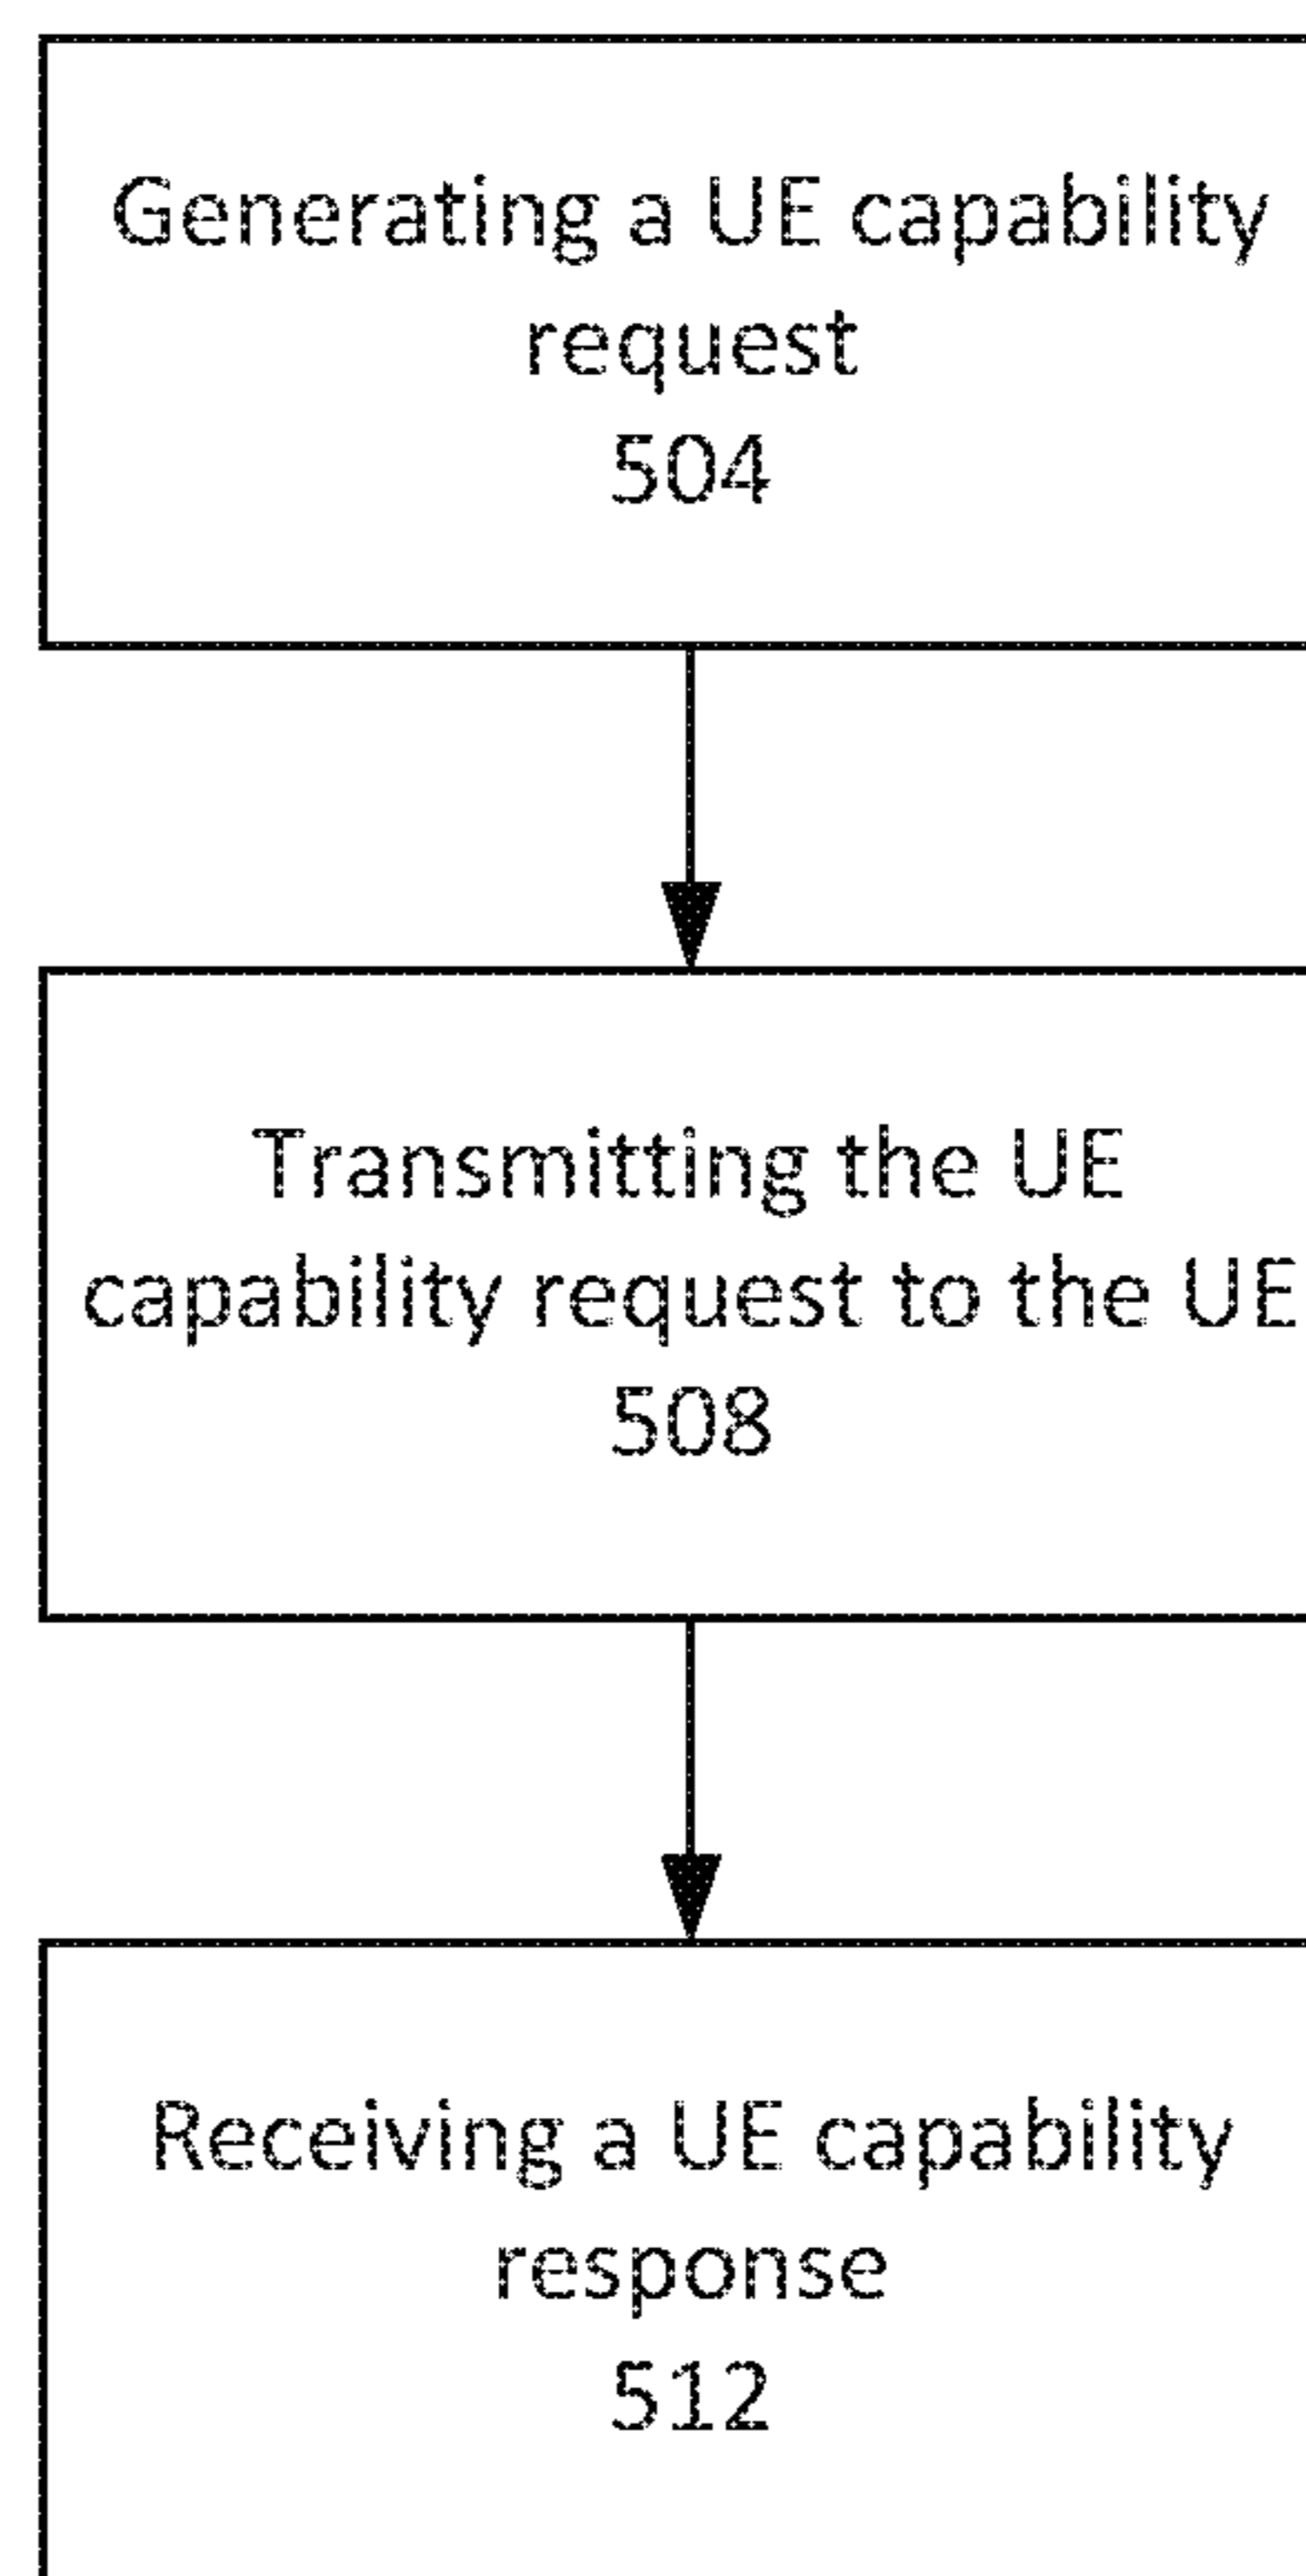 Generating a UE capability
request
504
Transmitting the UE
capability request to the UE
508
Receiving a UE capability
response
512